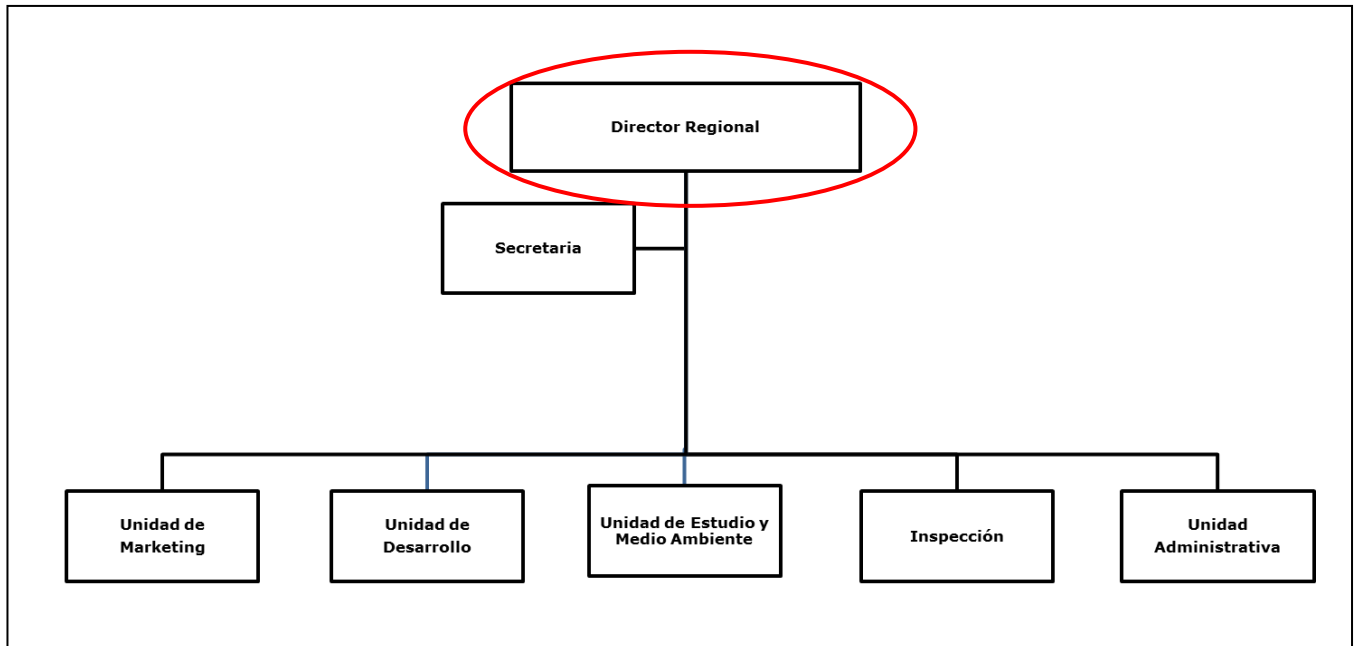 Director Regional
Secretaria
Unidad de
Marketing
Unidad de
Desarrollo
Unidad de Estudio y
Medio Ambiente
Inspección
Unidad
Administrativa